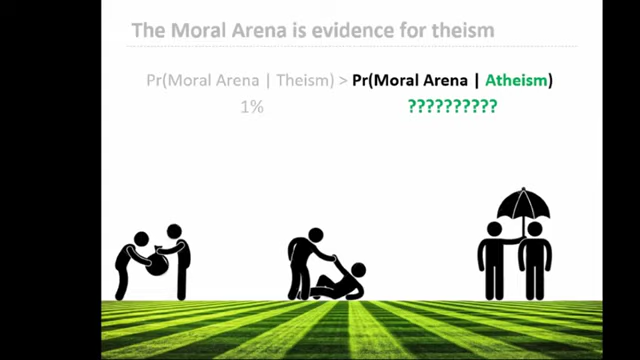 The Moral Arena is evidence for theism
Pr(Moral Arena | Theism) > Pr(Moral Arena | Atheism)
1% ??????????